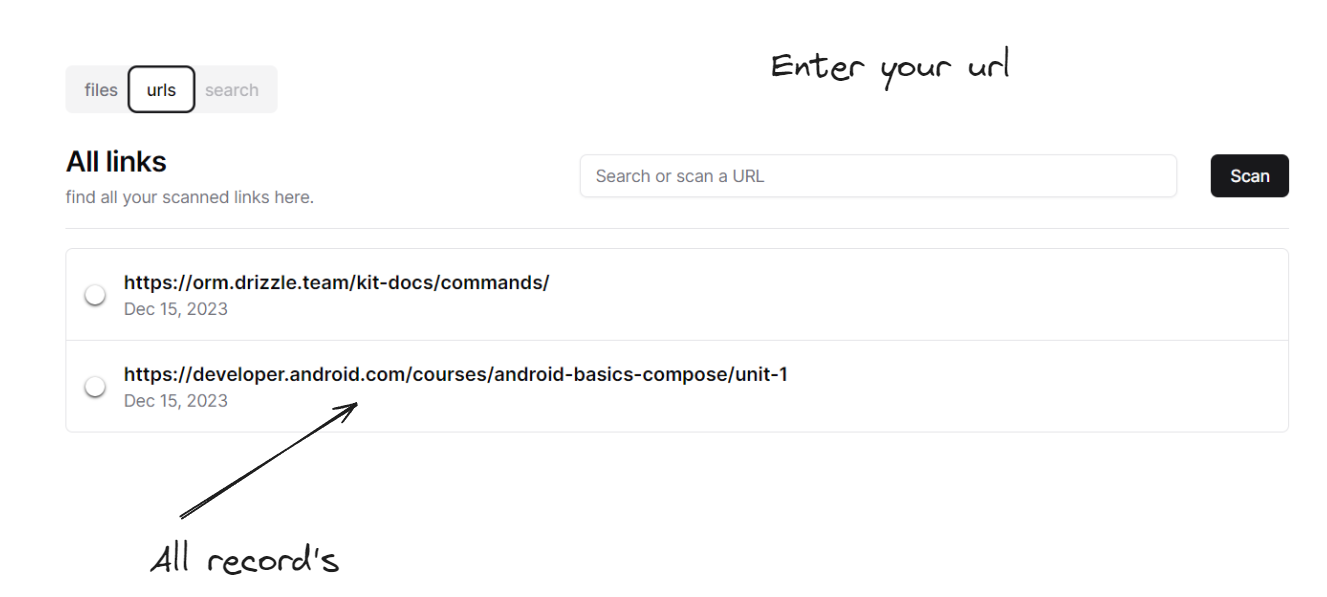 Enter your url
files urls search
All links
find all your scanned links here.
Search or scan a URL
Scan
https://orm.drizzle.team/kit-docs/commands/
Dec 15, 2023
https://developer.android.com/courses/android-basics-compose/unit-1
Dec 15, 2023
All record's